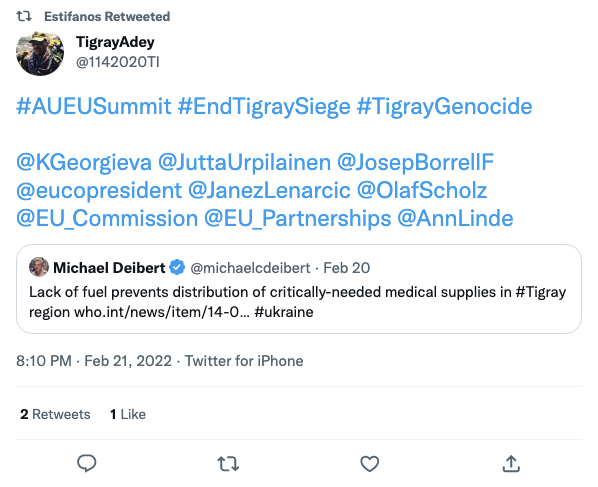 Estifanos Retweeted
TigrayAdey
@1142020TI
#AUEUSummit #EndTigraySiege #TigrayGenocide
@KGeorgieva @JuttaUrpilainen @JosepBorrellF
@eucopresident @JanezLenarcic @OlafScholz
@EU_Commission @EU_Partnerships @AnnLinde
Michael Deibert @michaelcdeibert · Feb 20
Lack of fuel prevents distribution of critically-needed medical supplies in #Tigray
region who.int/news/item/14-0... #ukraine
8:10 PM · Feb 21, 2022 · Twitter for iPhone
2 Retweets 1 Like